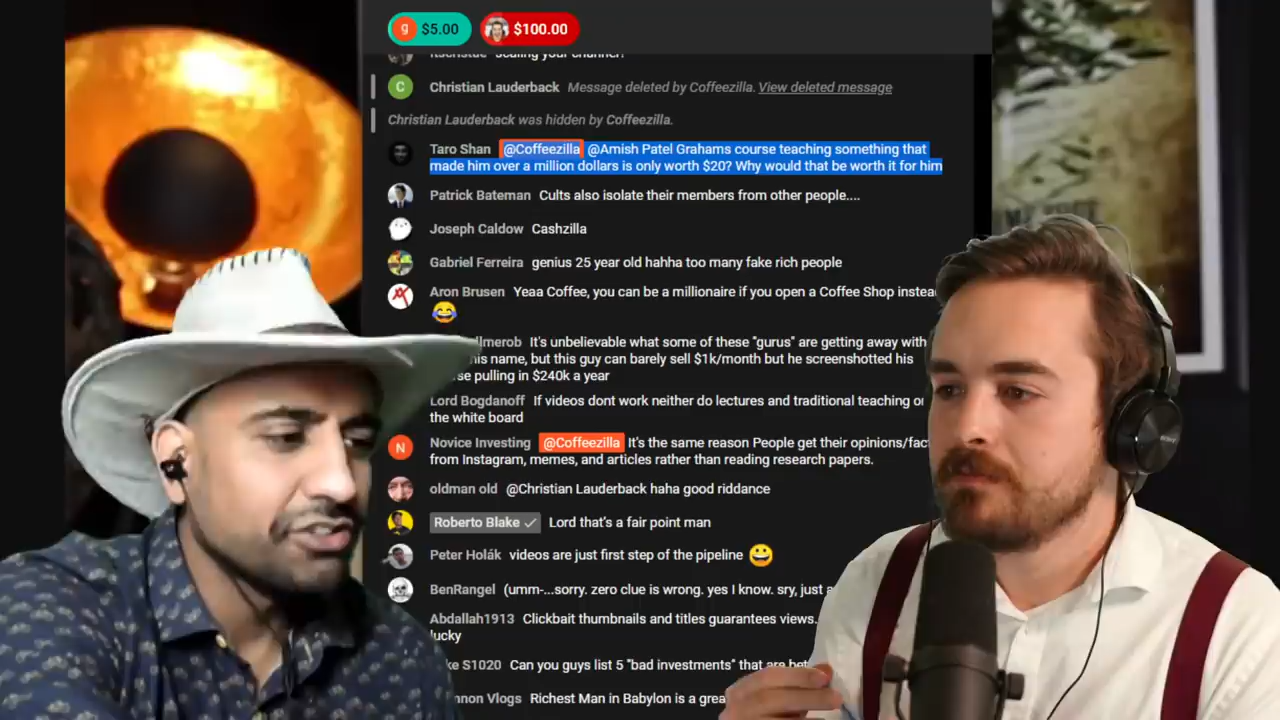 g $5.00 $100.00
scaling your channel?
C Christian Lauderback Message deleted by Coffeezilla. View deleted message
Christian Lauderback was hidden by Coffeezilla.
Taro Shan @Coffeezilla @Amish Patel Grahams course teaching something that
made him over a million dollars is only worth $20? Why would that be worth it for him
Patrick Bateman Cults also isolate their members from other people....
Joseph Caldow Cashzilla
Gabriel Ferreira genius 25 year old hahha too many fake rich people
Aron Brusen Yeaa Coffee, you can be a millionaire if you open a Coffee Shop
😂
It's unbelievable what some of these "gurus" are getting away with
his name, but this guy can barely sell $1k/month but he screenshotted his
pulling in $240k a year
Lord Bogdanoff If videos dont work neither do lectures and traditional teaching
the white board
N Novice Investing @Coffeezilla It's the same reason People get their
from Instagram, memes, and articles rather than reading research papers.
oldman old @Christian Lauderback haha good riddance
Roberto Blake ✓ Lord that's a fair point man
Peter Holák videos are just first step of the pipeline 😀
BenRangel (umm-...sorry. zero clue is wrong. yes I know. sry, just
Abdallah1913 Clickbait thumbnails and titles guarantees views.
lucky
S1020 Can you guys list 5 "bad investments" that are
Vlogs Richest Man in Babylon is a
SONY